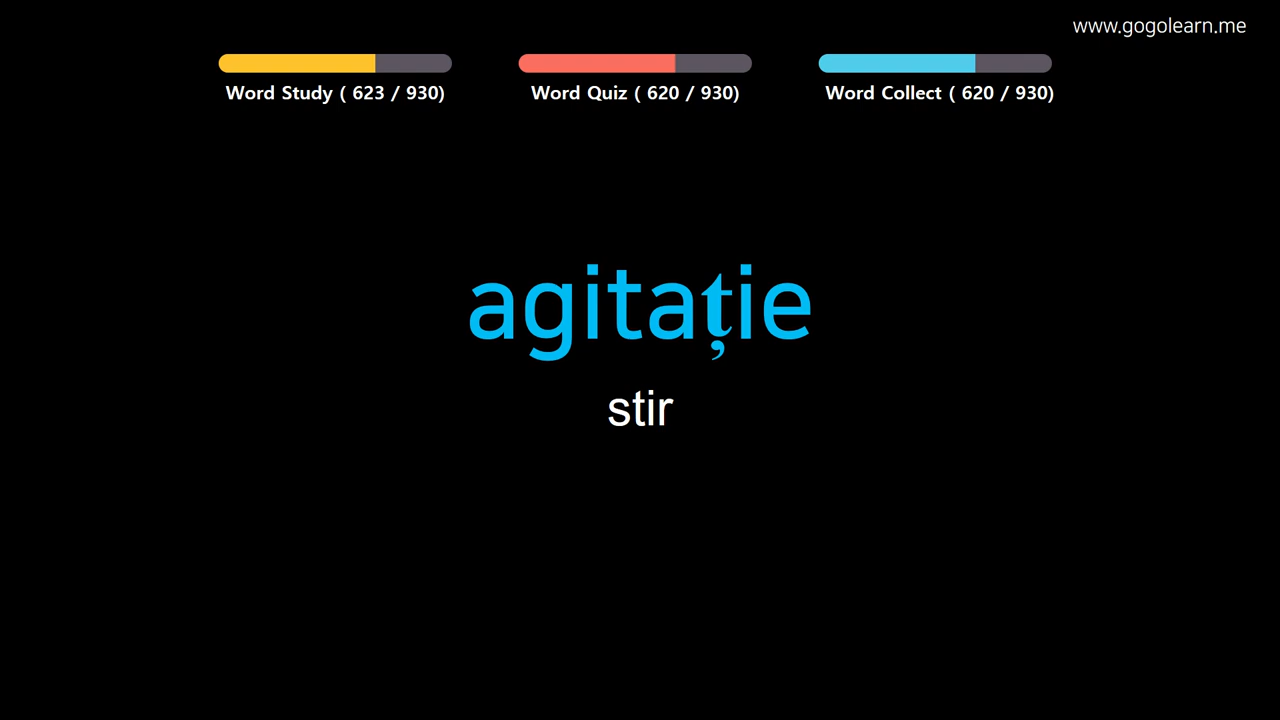 www.gogolearn.me
Word Study ( 623 / 930)
Word Quiz ( 620 / 930)
Word Collect ( 620 / 930)
agitație
stir